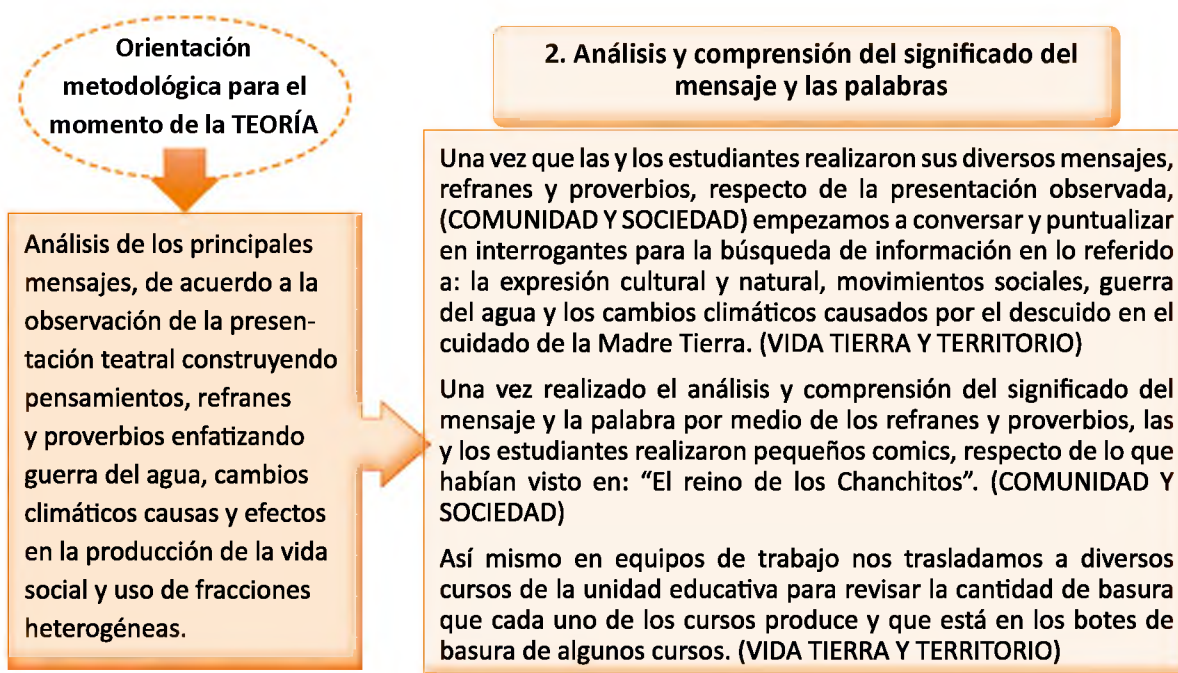 Orientación
metodológica para el
momento de la TEORÍA
Análisis de los principales
mensajes, de acuerdo a la
observación de la presen-
tación teatral construyendo
pensamientos, refranes
y proverbios enfatizando
guerra del agua, cambios
climáticos causas y efectos
en la producción de la vida
social y uso de fracciones
heterogéneas.
2. Análisis y comprensión del significado del
mensaje y las palabras
Una vez que las y los estudiantes realizaron sus diversos mensajes,
refranes y proverbios, respecto de la presentación observada,
(COMUNIDAD Y SOCIEDAD) empezamos a conversar y puntualizar
en interrogantes para la búsqueda de información en lo referido
a: la expresión cultural y natural, movimientos sociales, guerra
del agua y los cambios climáticos causados por el descuido en el
cuidado de la Madre Tierra. (VIDA TIERRA Y TERRITORIO)
Una vez realizado el análisis y comprensión del significado del
mensaje y la palabra por medio de los refranes y proverbios, las
y los estudiantes realizaron pequeños comics, respecto de lo que
habían visto en: “El reino de los Chanchitos”. (COMUNIDAD Y
SOCIEDAD)
Así mismo en equipos de trabajo nos trasladamos a diversos
cursos de la unidad educativa para revisar la cantidad de basura
que cada uno de los cursos produce y que está en los botes de
basura de algunos cursos. (VIDA TIERRA Y TERRITORIO)